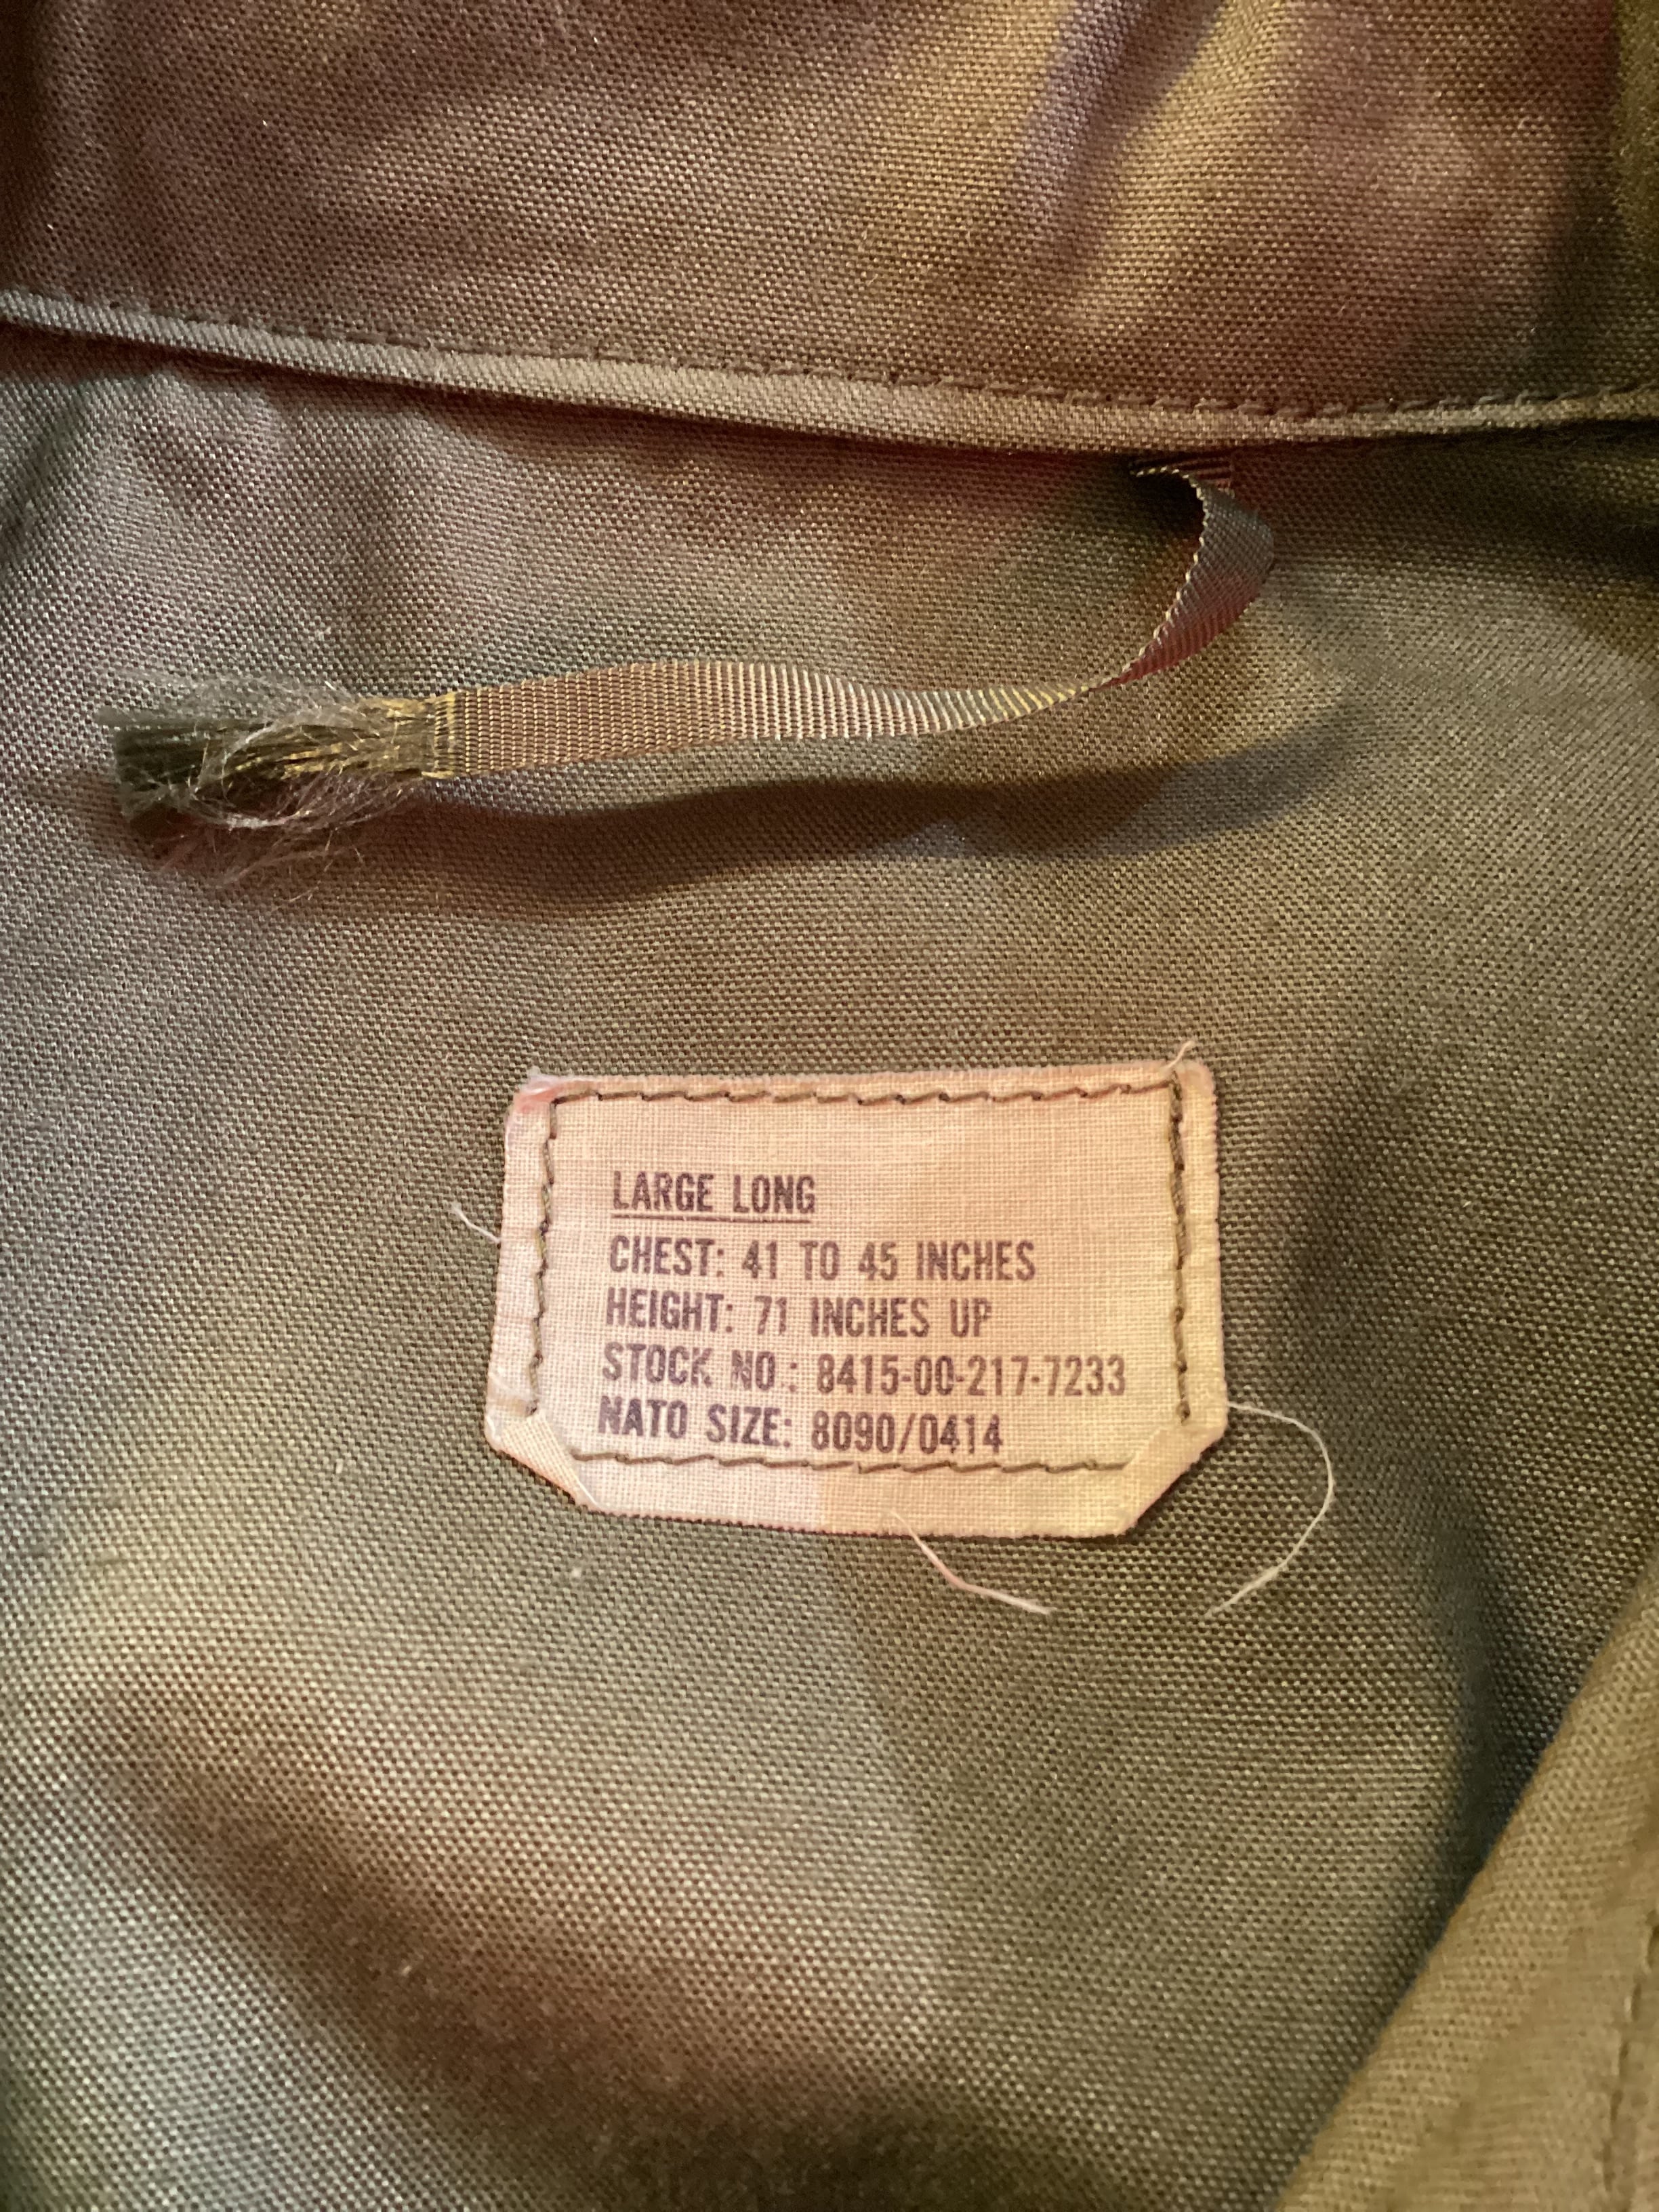 LARGE LONG
CHEST: 41 TO 45 INCHES
HEIGHT: 71 INCHES UP
STOCK NO.: 8415-00-217-7233
NATO SIZE: 8090/0414